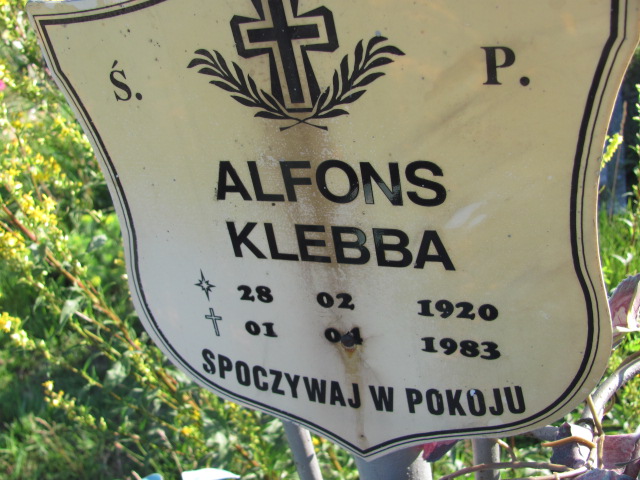 Ś. P.
ALFONS
KLEBBA
28 02 1920
01 04 1983
SPOCZYWAJ W POKOJU